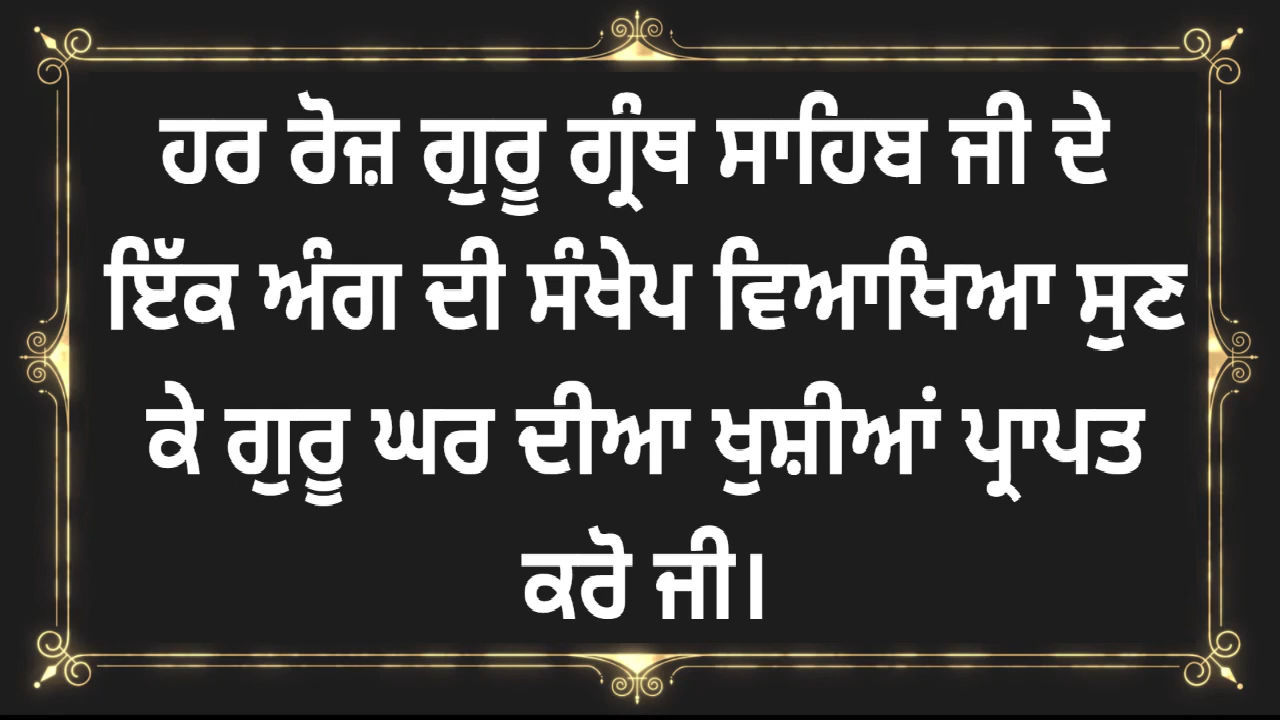 ਹਰ ਰੋਜ਼ ਗੁਰੂ ਗ੍ਰੰਥ ਸਾਹਿਬ ਜੀ ਦੇ
ਇੱਕ ਅੰਗ ਦੀ ਸੰਖੇਪ ਵਿਆਖਿਆ ਸੁਣ
ਕੇ ਗੁਰੂ ਘਰ ਦੀਆ ਖੁਸ਼ੀਆਂ ਪ੍ਰਾਪਤ
ਕਰੋ ਜੀ।